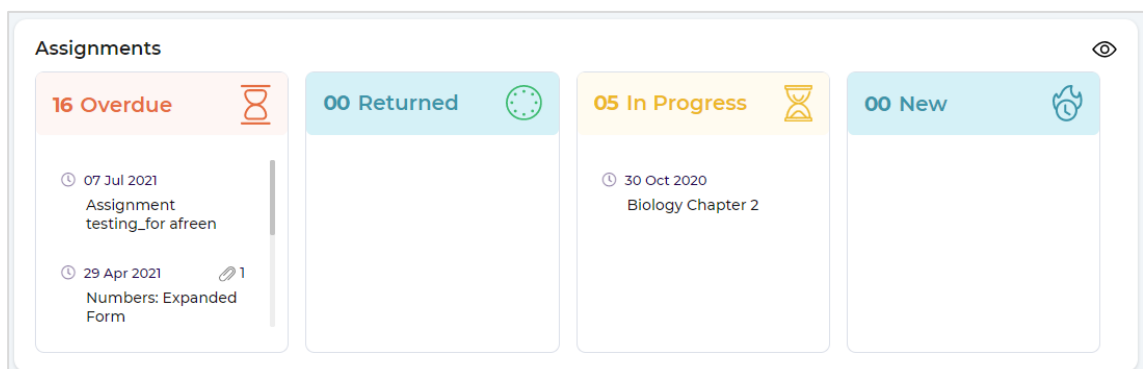 Assignments
16 Overdue
07 Jul 2021
Assignment
testing_for afreen
29 Apr 2021 1
Numbers: Expanded
Form
00 Returned
05 In Progress
30 Oct 2020
Biology Chapter 2
00 New